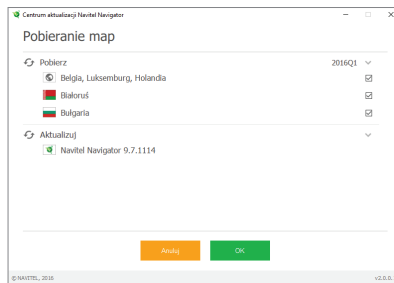 Centrum aktualizacji Navitel Navigator
Pobieranie map
Pobierz 2016Q1
Belgia, Luksemburg, Holandia
Białoruś
Bułgaria
Aktualizuj
Navitel Navigator 9.7.1114
Anuluj OK
© NAVITEL, 2016 v2.0.0.